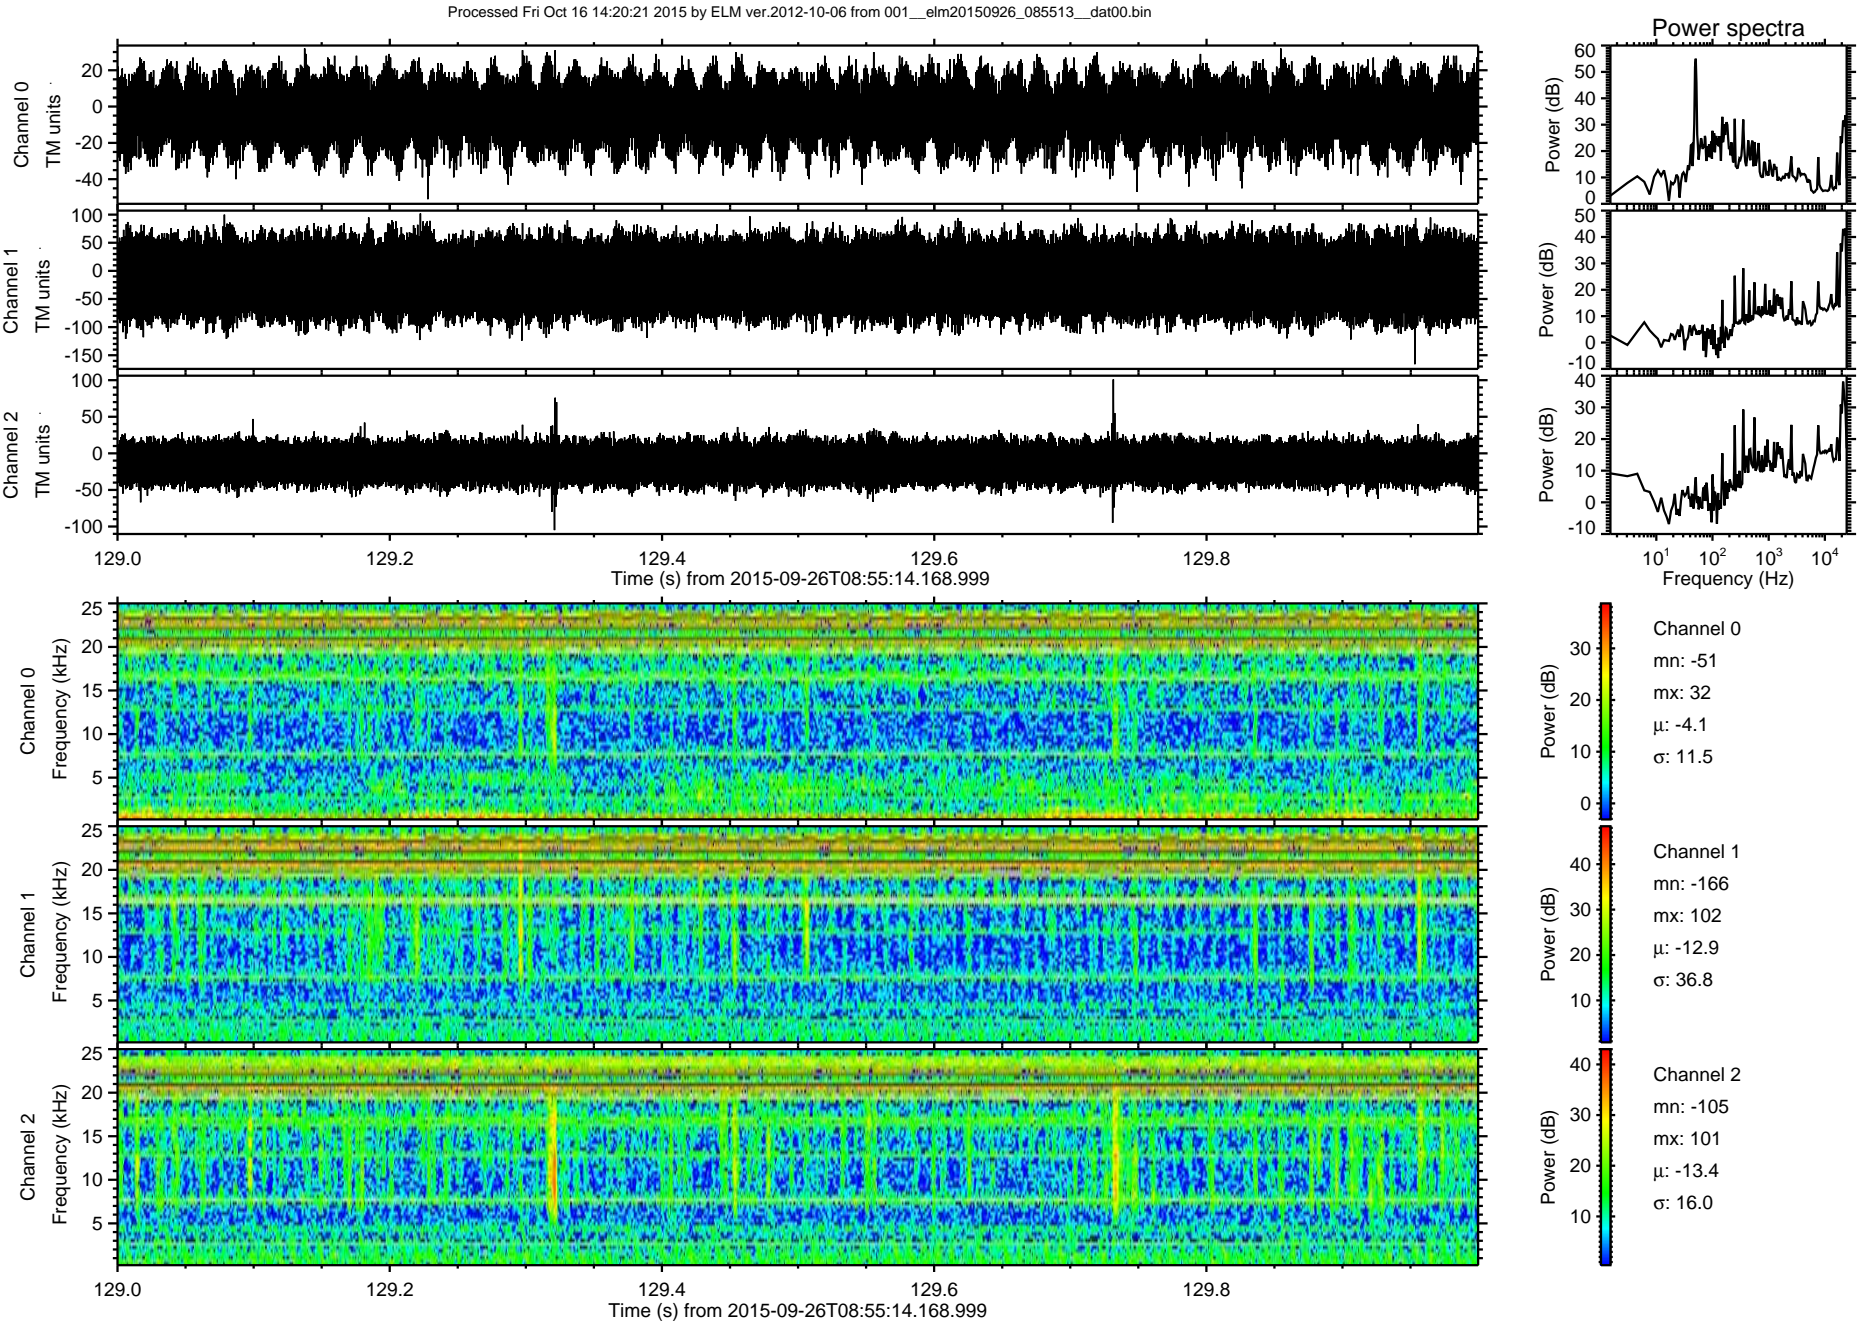 Processed Fri Oct 16 14:20:21 2015 by ELM ver.2012-10-06 from 001__elm20150926_085513__dat00.bin
Power spectra
Channel 0
TM units
20
0
-20
-40
Power (dB)
60
50
40
30
20
10
0
Channel 1
TM units
100
50
0
-50
-100
-150
Power (dB)
50
40
30
20
10
0
-10
Channel 2
TM units
100
50
0
-50
-100
Power (dB)
40
30
20
10
0
-10
129.0 129.2 129.4 129.6 129.8
Time (s) from 2015-09-26T08:55:14.168.999
10^1 10^2 10^3 10^4
Frequency (Hz)
Channel 0
Frequency (kHz)
25
20
15
10
5
Power (dB)
30
20
10
0
Channel 0
mn: -51
mx: 32
µ: -4.1
σ: 11.5
Channel 1
Frequency (kHz)
25
20
15
10
5
Power (dB)
40
30
20
10
Channel 1
mn: -166
mx: 102
µ: -12.9
σ: 36.8
Channel 2
Frequency (kHz)
25
20
15
10
5
Power (dB)
40
30
20
10
Channel 2
mn: -105
mx: 101
µ: -13.4
σ: 16.0
129.0 129.2 129.4 129.6 129.8
Time (s) from 2015-09-26T08:55:14.168.999